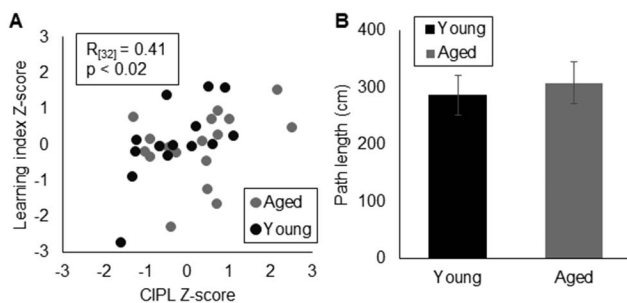 A
R[32] = 0.41
p < 0.02
Learning index Z-score
3
2
1
0
-1
-2
-3
Aged
Young
-3
-2
-1
0
1
2
3
CIPL Z-score
B
Young
Aged
Path length (cm)
400
300
200
100
0
Young
Aged